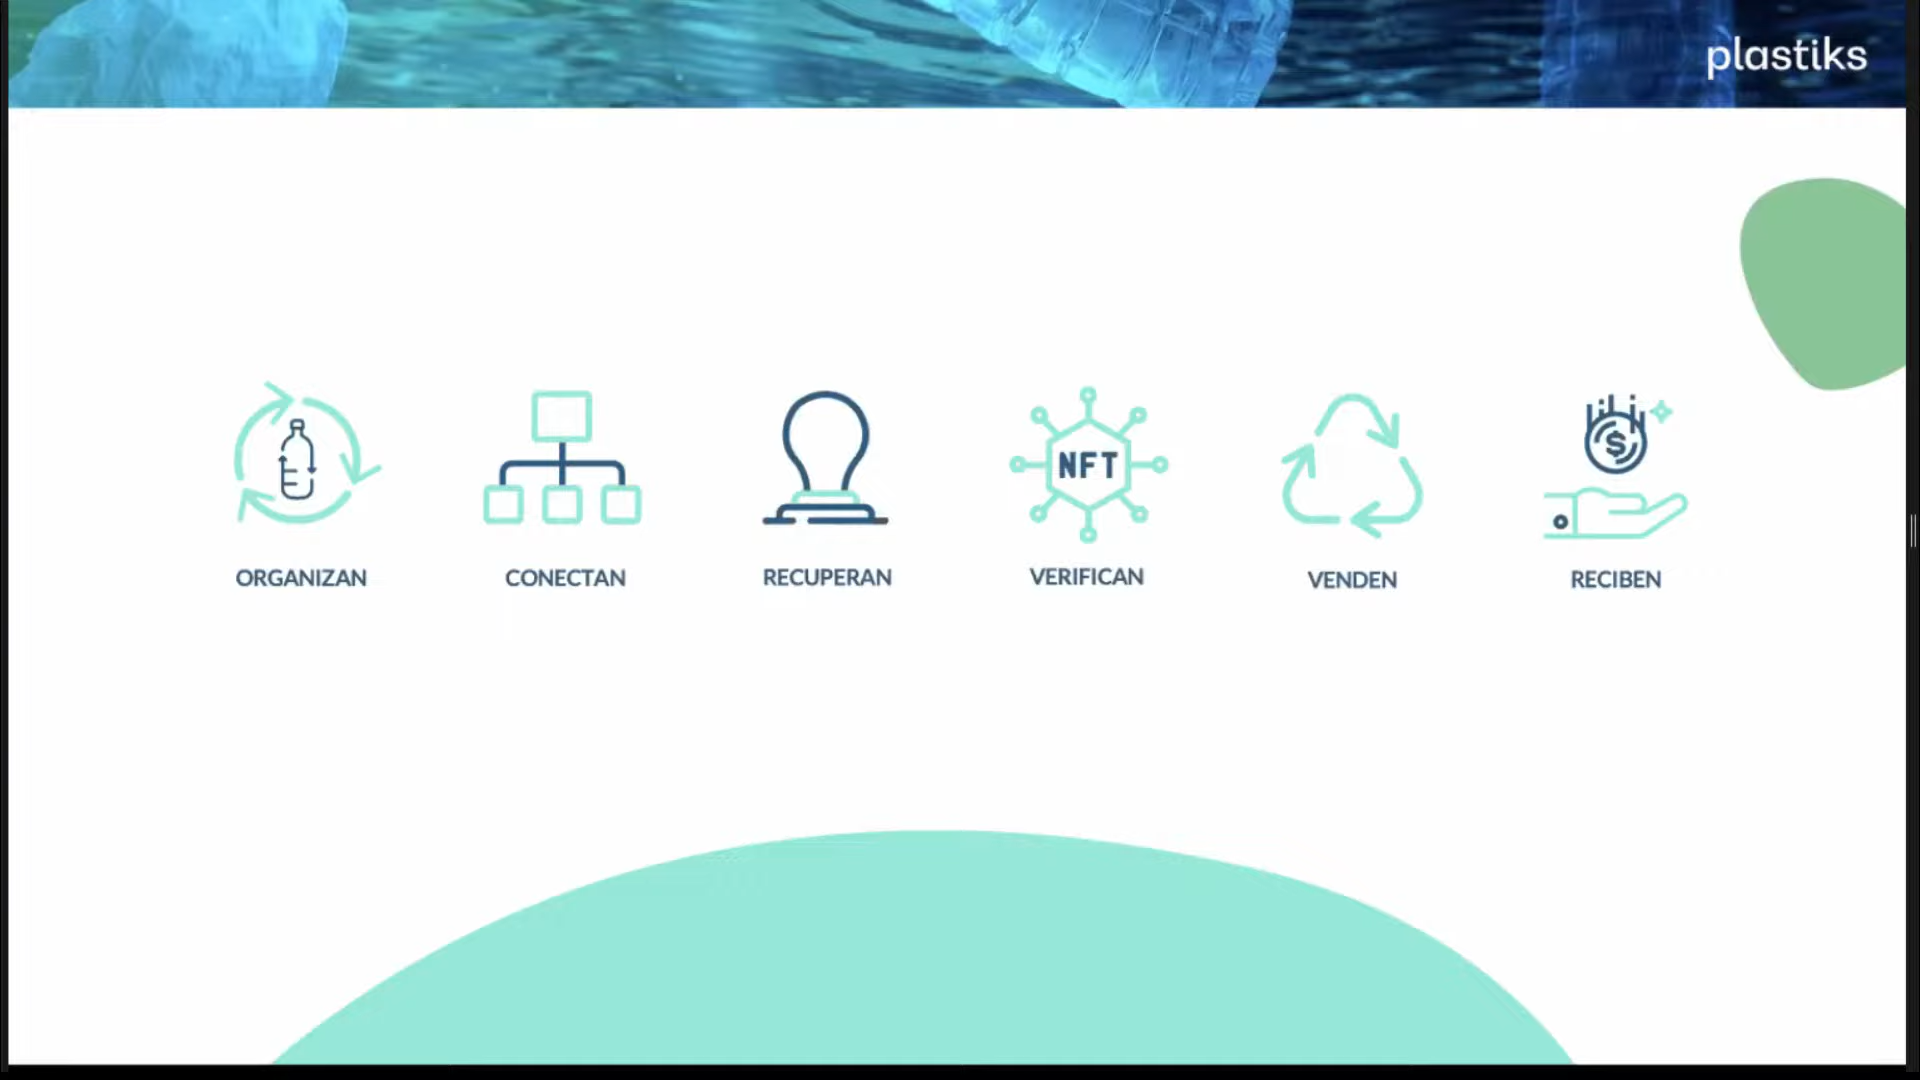 plastiks
NFT
$
ORGANIZAN
CONECTAN
RECUPERAN
VERIFICAN
VENDEN
RECIBEN